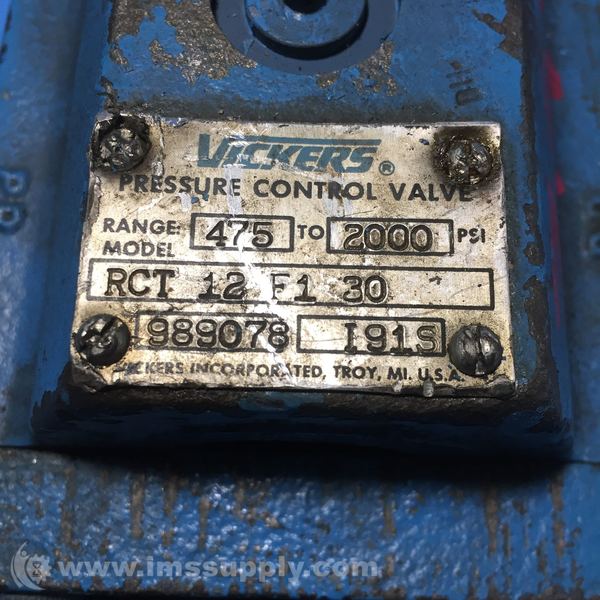 VICKERS®
PRESSURE CONTROL VALVE
RANGE: 475 TO 2000 PSI
MODEL
RCT 12 F1 30
989078 I91S
VICKERS INCORPORATED, TROY, MI. U.S.A.
www.imssupply.com